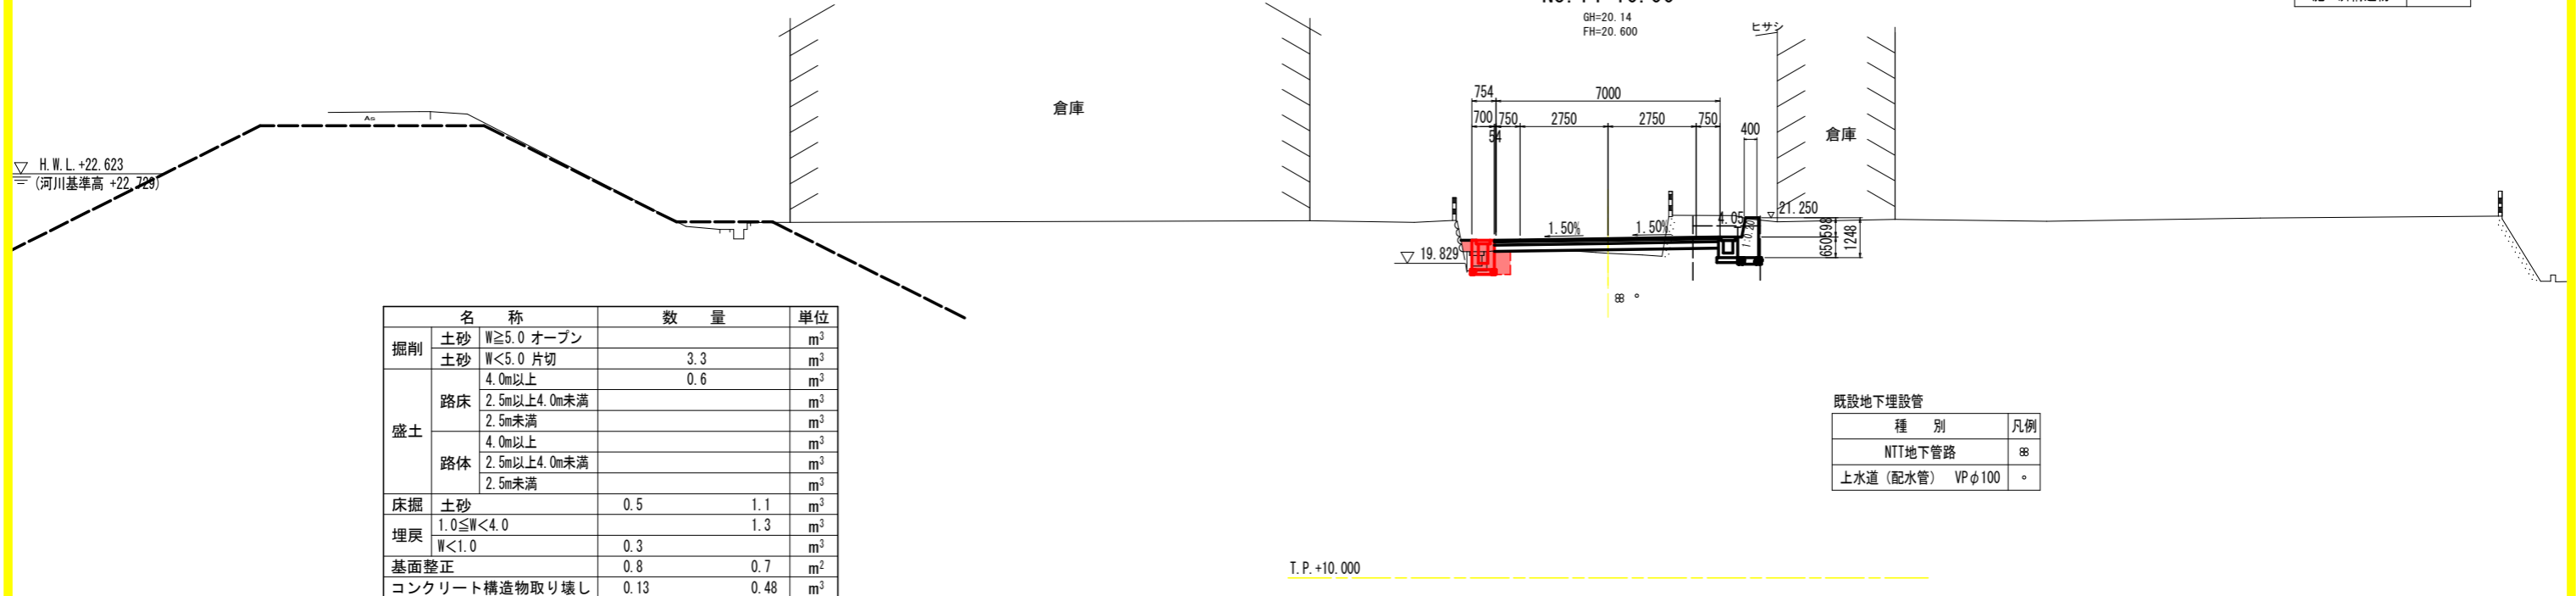 GH=20.14
FH=20.600
ヒサシ
倉庫
倉庫
As
H.W.L.+22.623
(河川基準高 +22.729)
754
7000
700
750
2750
2750
750
54
400
1.50%
1.50%
4.05
21.250
19.829
598
650
1248
名 称 数 量 単位
掘削 土砂 W≧5.0 オープン m³
土砂 W<5.0 片切 3.3 m³
盛土 路床 4.0m以上 0.6 m³
2.5m以上4.0m未満 m³
2.5m未満 m³
路体 4.0m以上 m³
2.5m以上4.0m未満 m³
2.5m未満 m³
床掘 土砂 0.5 1.1 m³
埋戻 1.0≦W<4.0 1.3 m³
W<1.0 0.3 m³
基面整正 0.8 0.7 m²
コンクリート構造物取り壊し 0.13 0.48 m³
既設地下埋設管
種 別 凡例
NTT地下管路
上水道（配水管） VPφ100
T.P.+10.000